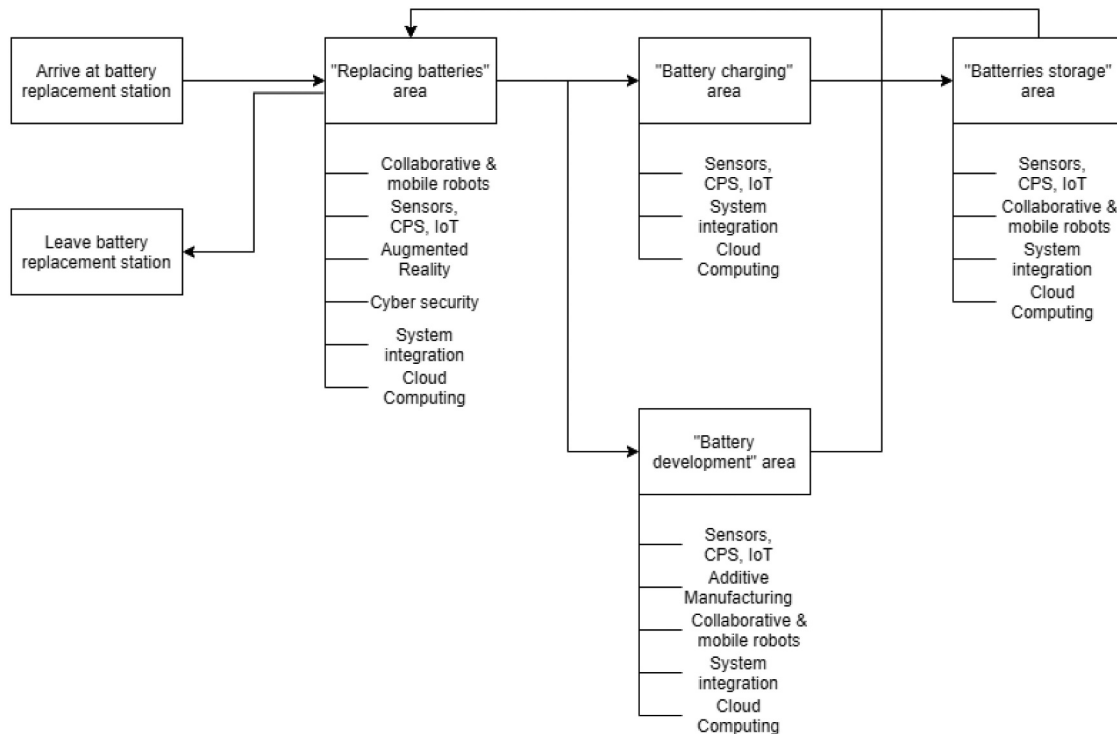 Arrive at battery
replacement station
"Replacing batteries"
area
"Battery charging"
area
"Batterries storage"
area
Leave battery
replacement station
Collaborative &
mobile robots
Sensors,
CPS, IoT
Augmented
Reality
Cyber security
System
integration
Cloud
Computing
Sensors,
CPS, IoT
System
integration
Cloud
Computing
Sensors,
CPS, IoT
Collaborative &
mobile robots
System
integration
Cloud
Computing
"Battery
development" area
Sensors,
CPS, IoT
Additive
Manufacturing
Collaborative &
mobile robots
System
integration
Cloud
Computing